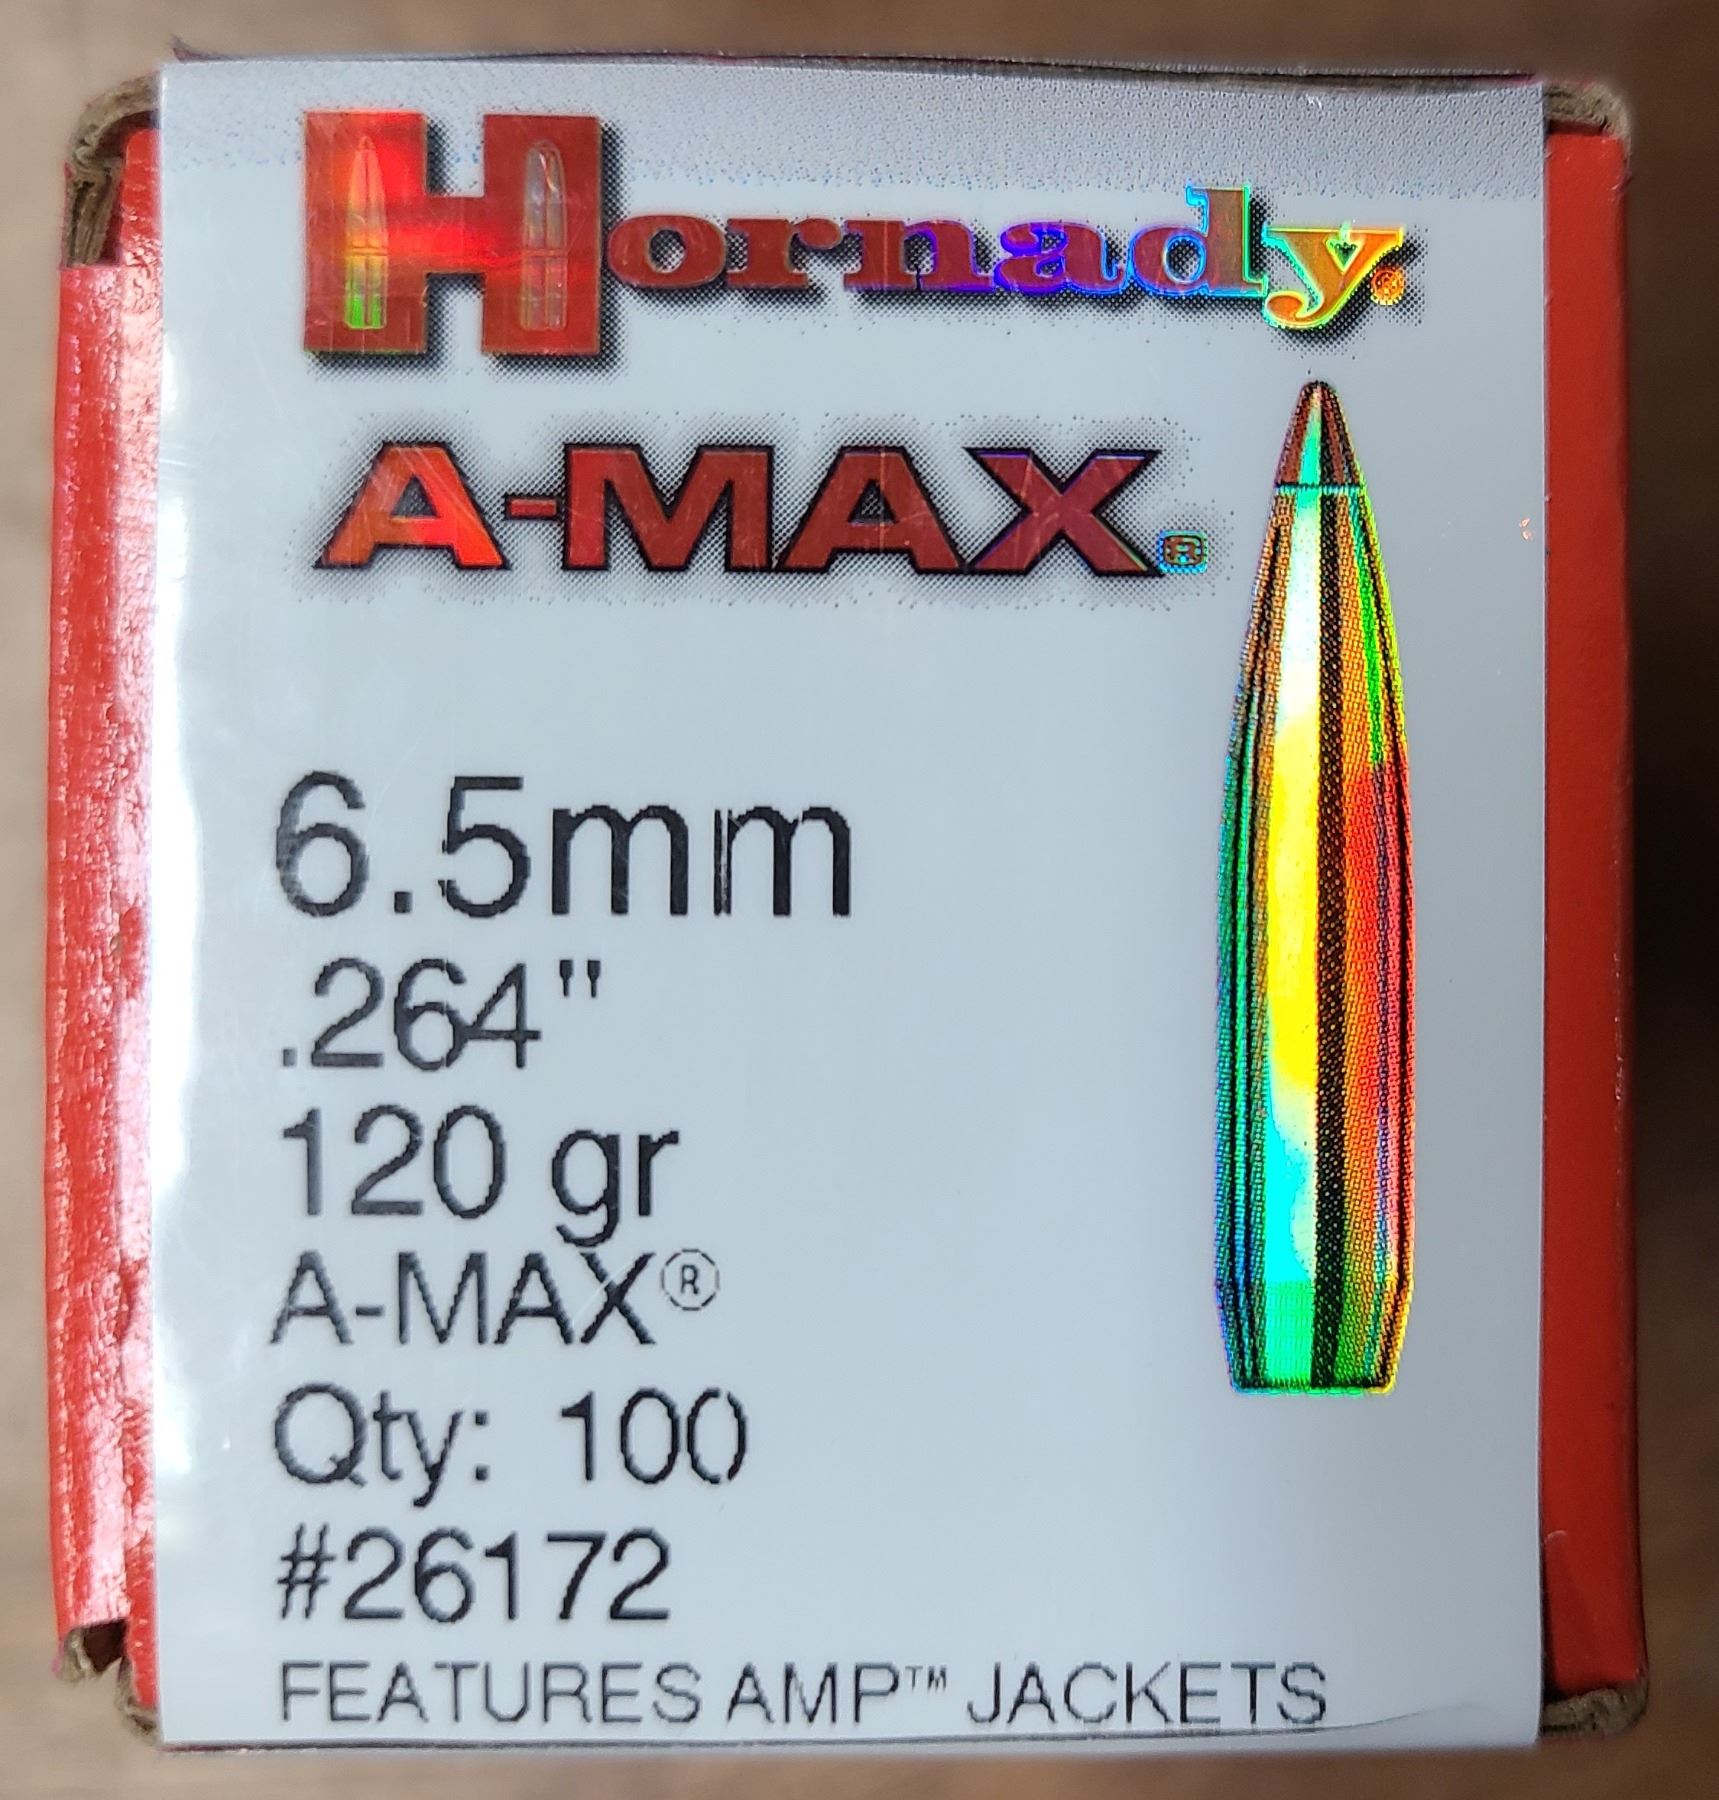 Hornady®
A-MAX®
6.5mm
.264"
120 gr
A-MAX®
Qty: 100
#26172
FEATURES AMP™ JACKETS